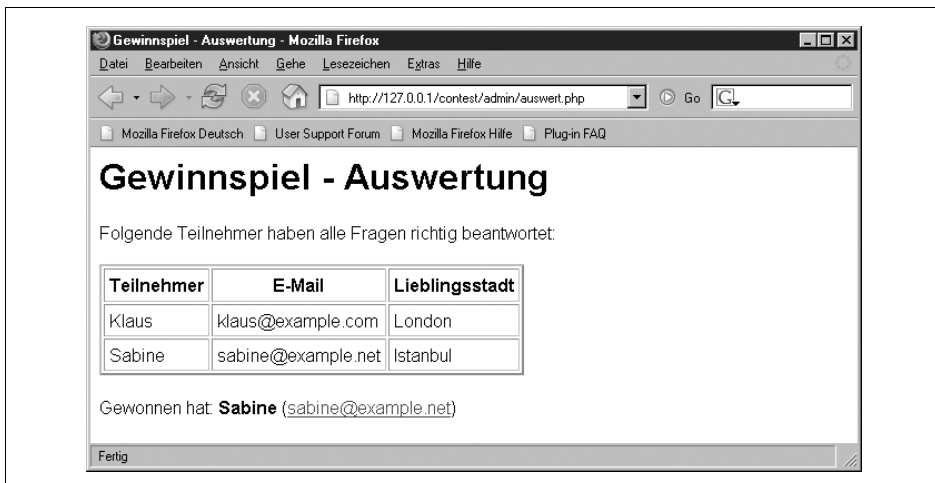 Gewinnspiel - Auswertung - Mozilla Firefox
Datei Bearbeiten Ansicht Gehe Lesezeichen Extras Hilfe
http://127.0.0.1/contest/admin/auswert.php Go G
Mozilla Firefox Deutsch User Support Forum Mozilla Firefox Hilfe Plug-in FAQ
Gewinnspiel - Auswertung
Folgende Teilnehmer haben alle Fragen richtig beantwortet:
Teilnehmer E-Mail Lieblingsstadt
Klaus klaus@example.com London
Sabine sabine@example.net Istanbul
Gewonnen hat: Sabine (sabine@example.net)
Fertig